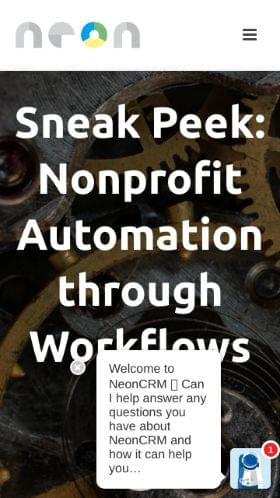 neon
Sneak Peek:
Nonprofit
Automation
through
Workflows
Welcome to
NeonCRM ▯ Can
I help answer any
questions you
have about
NeonCRM and
how it can help
you…
1